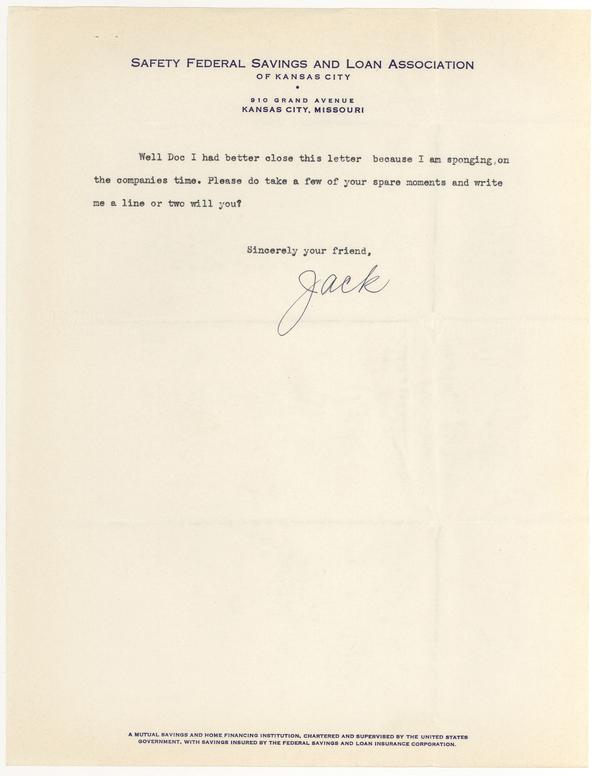 SAFETY FEDERAL SAVINGS AND LOAN ASSOCIATION
OF KANSAS CITY
•
910 GRAND AVENUE
KANSAS CITY, MISSOURI
Well Doc I had better close this letter because I am sponging,on
the companies time. Please do take a few of your spare moments and write
me a line or two will you?
Sincerely your friend,
Jack
A MUTUAL SAVINGS AND HOME FINANCING INSTITUTION, CHARTERED AND SUPERVISED BY THE UNITED STATES
GOVERNMENT, WITH SAVINGS INSURED BY THE FEDERAL SAVINGS AND LOAN INSURANCE CORPORATION.